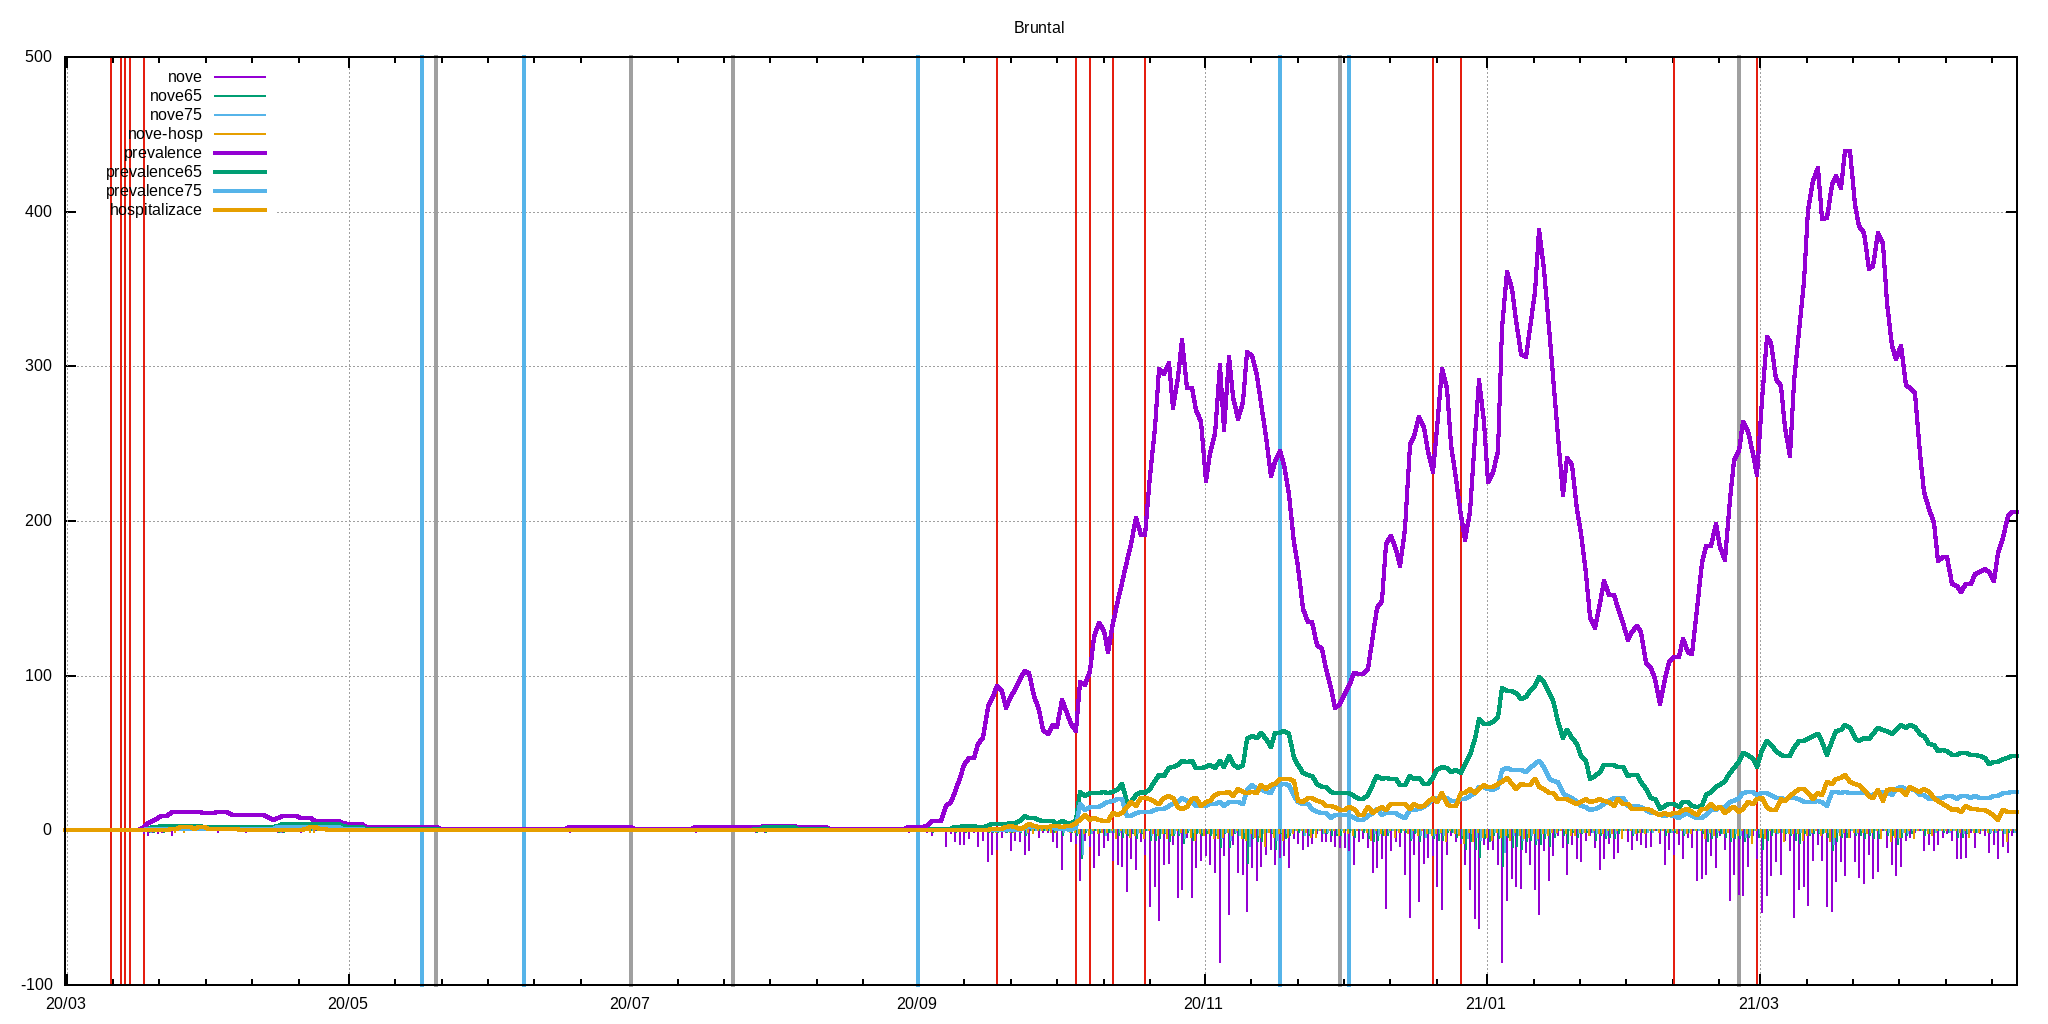 Bruntal
500
nove
nove65
nove75
nove-hosp
prevalence
prevalence65
prevalence75
hospitalizace
400
300
200
100
0
-100
20/03 20/05 20/07 20/09 20/11 21/01 21/03